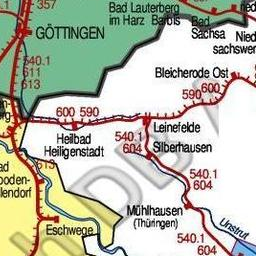 357
GÖTTINGEN
Bad Lauterberg
im Harz
Bad
Sachsa
540.1
611
613
Bleicherode Ost
590 600
600 590
Leinefelde
Heilbad
Heiligenstadt
540.1
604
Silberhausen
613
540.1
604
Mühlhausen
(Thüringen)
Unstrut
Eschwege
540.1
604